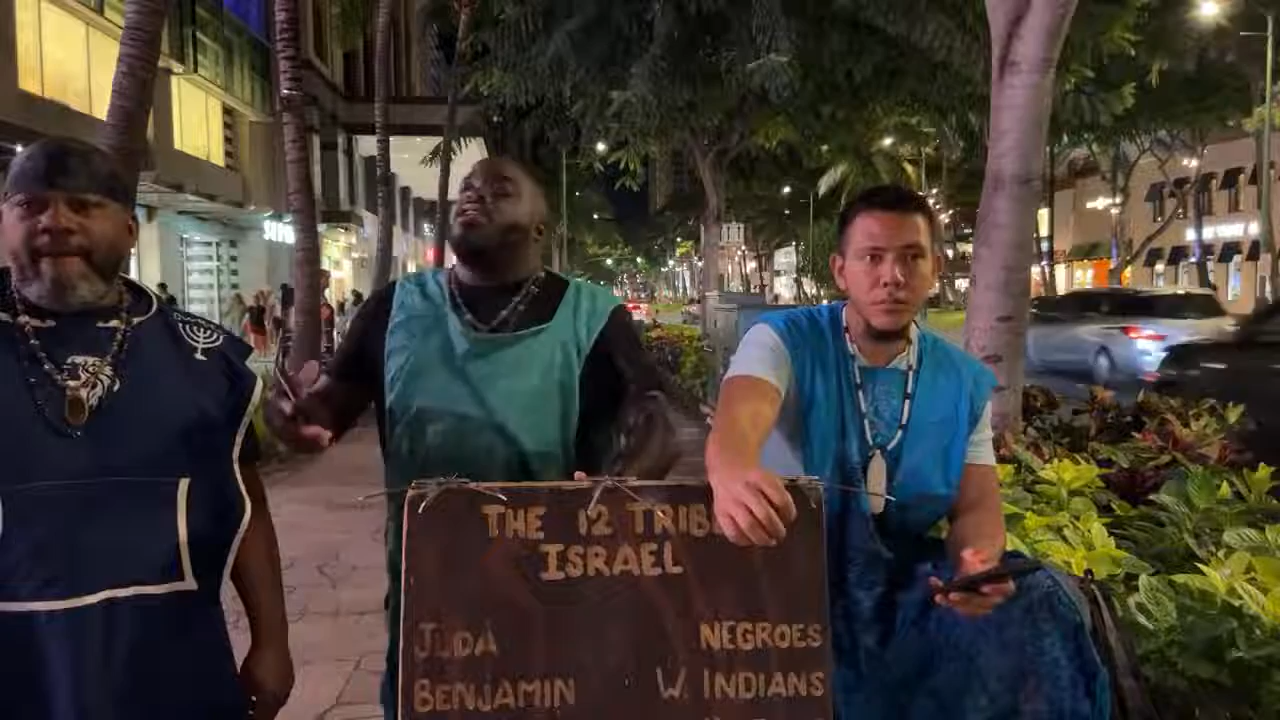 THE 12 TRIB
ISRAEL
JUDA NEGROES
BENJAMIN W. INDIANS